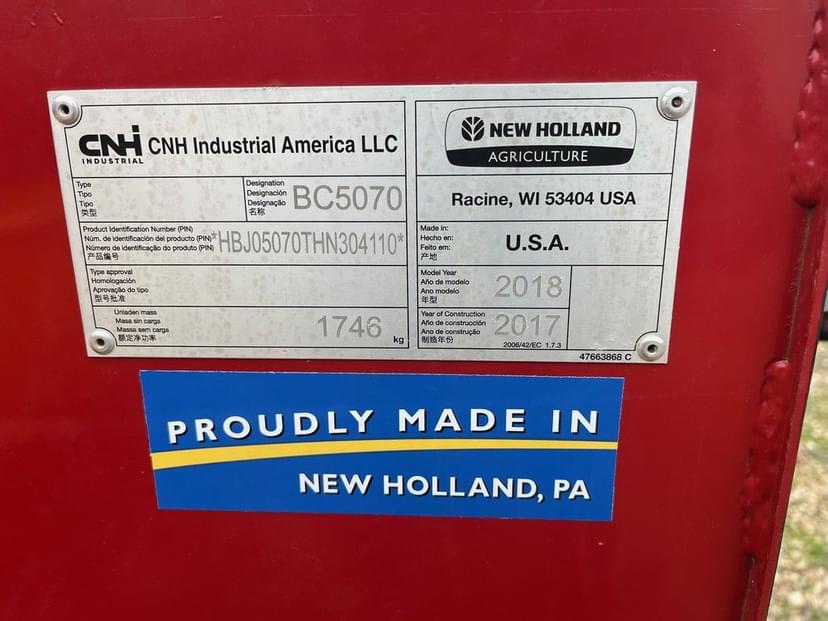 CNH
INDUSTRIAL
CNH Industrial America LLC
Type
Tipo
Tipo
类型
Designation
Designación
Designação
名称
BC5070
Product Identification Number (PIN)
Núm. de identificación del producto (PIN)
Número de identificação do produto (PIN)
产品编号
*HBJ05070THN304110*
Type approval
Homologación
Aprovação do tipo
型号批准
Unladen mass
Masa sin carga
Massa sem carga
额定净功率
1746
kg
NEW HOLLAND
AGRICULTURE
Racine, WI 53404 USA
Made in:
Hecho en:
Feito em:
产地
U.S.A.
Model Year
Año de modelo
Ano modelo
年型
2018
Year of Construction
Año de construcción
Ano de construção
制造年份
2017
2006/42/EC 1.7.3
47663868 C
PROUDLY MADE IN
NEW HOLLAND, PA